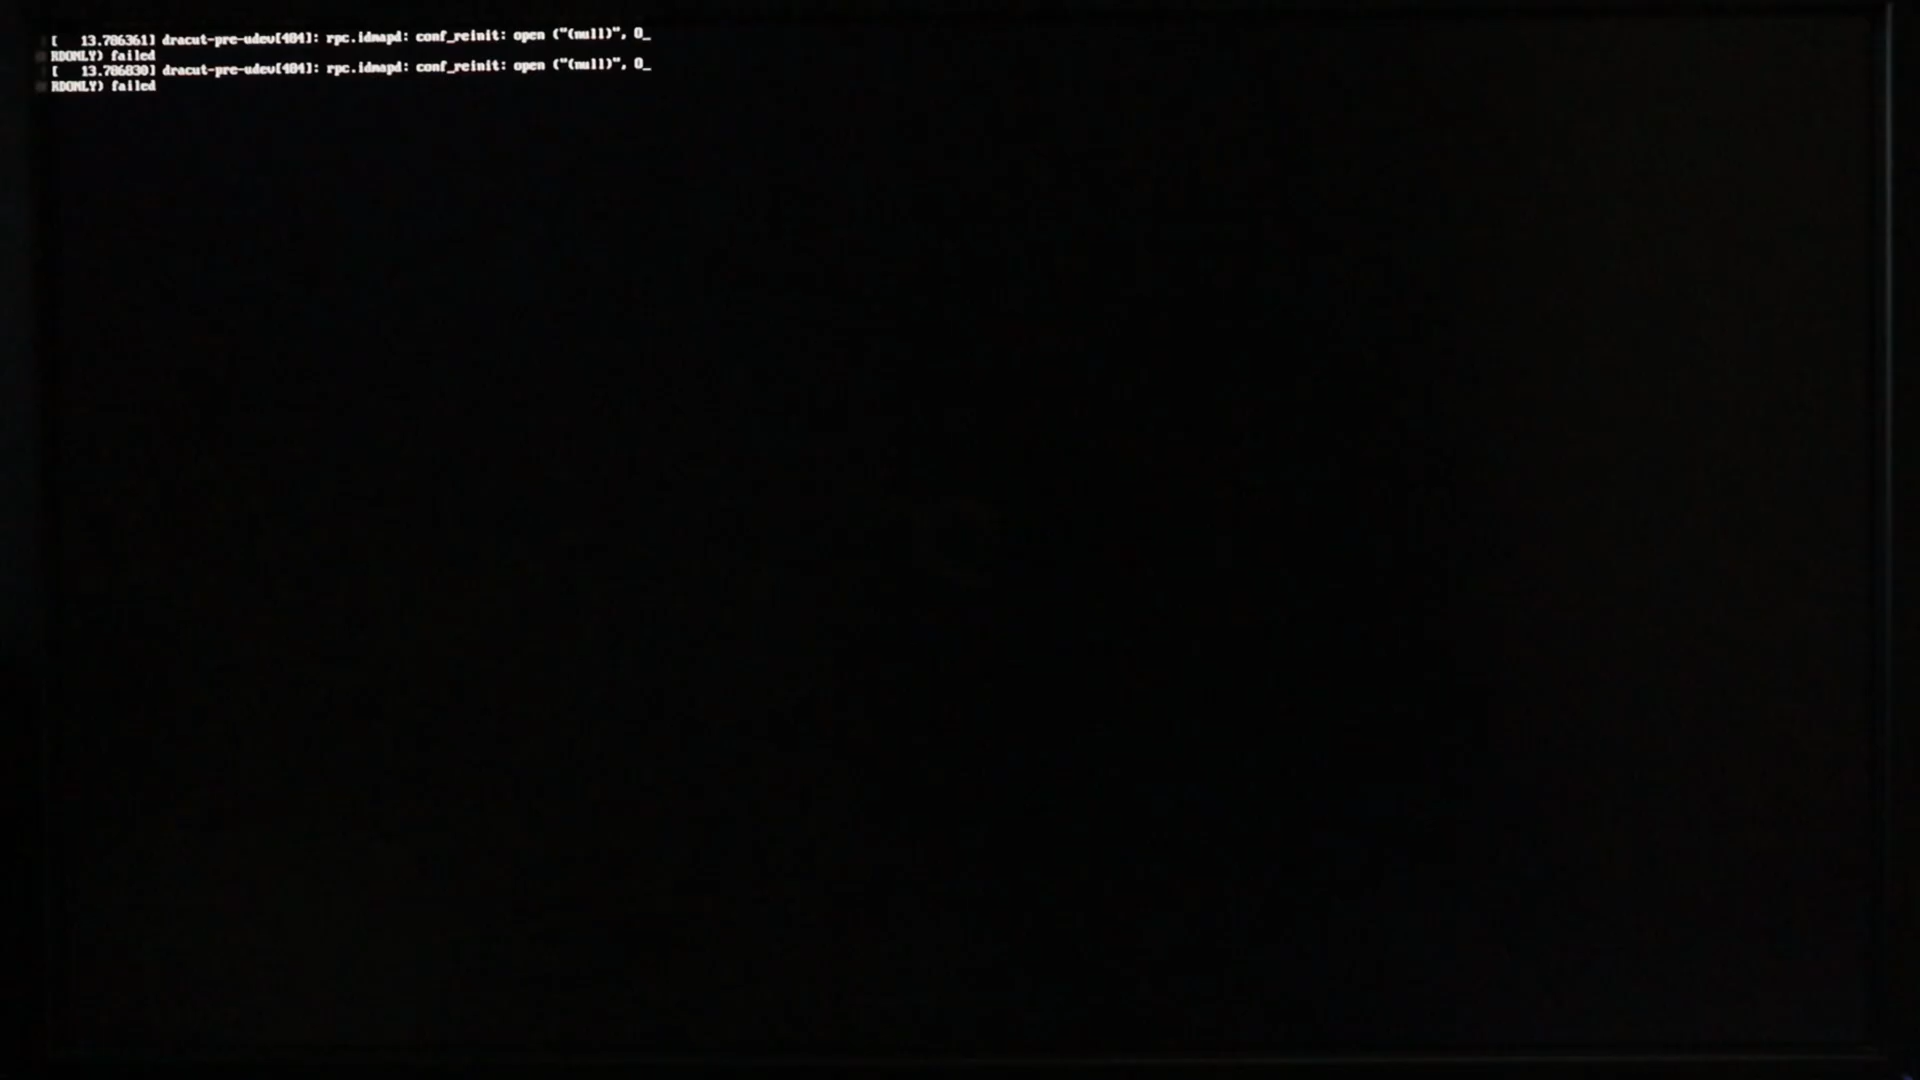 [   13.786361] dracut-pre-udev[404]: rpc.idmapd: conf_reinit: open ("(null)", O_
RDONLY) failed
[   13.786830] dracut-pre-udev[404]: rpc.idmapd: conf_reinit: open ("(null)", O_
RDONLY) failed